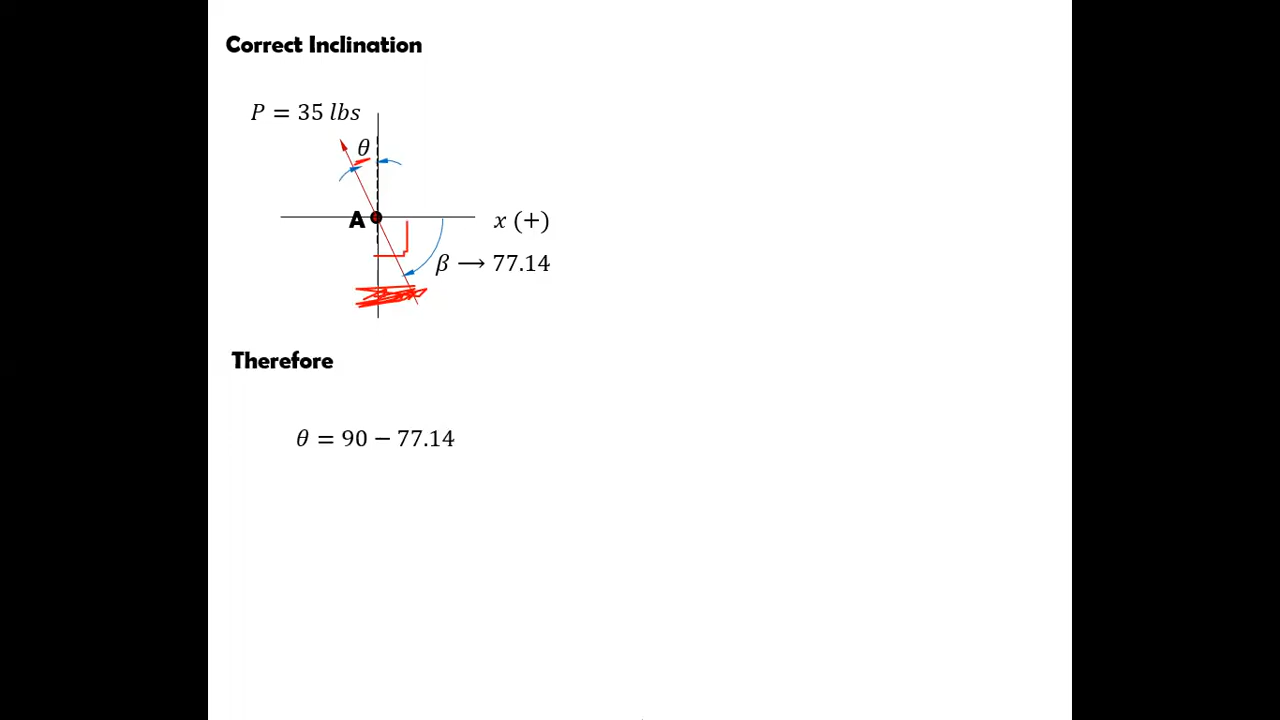 Correct Inclination
P = 35 lbs
θ
A
x (+)
β ⟶ 77.14
Therefore
θ = 90 − 77.14